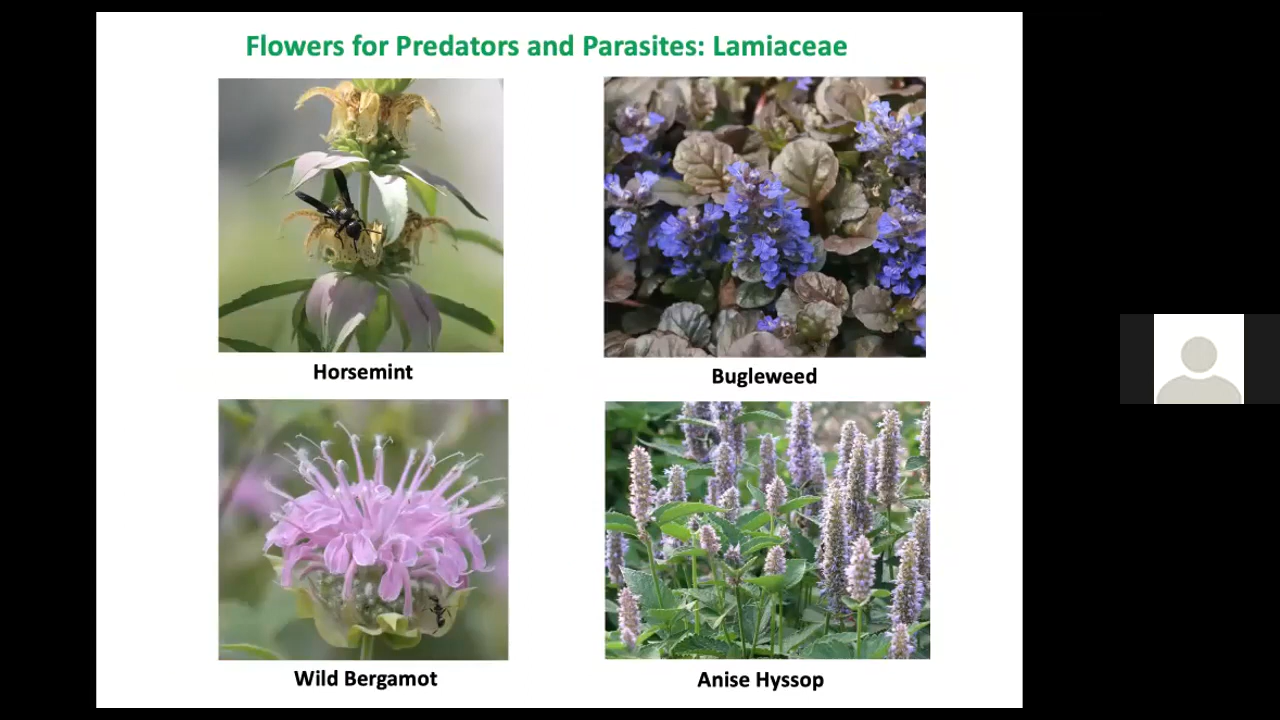 Flowers for Predators and Parasites: Lamiaceae
Horsemint
Bugleweed
Wild Bergamot
Anise Hyssop